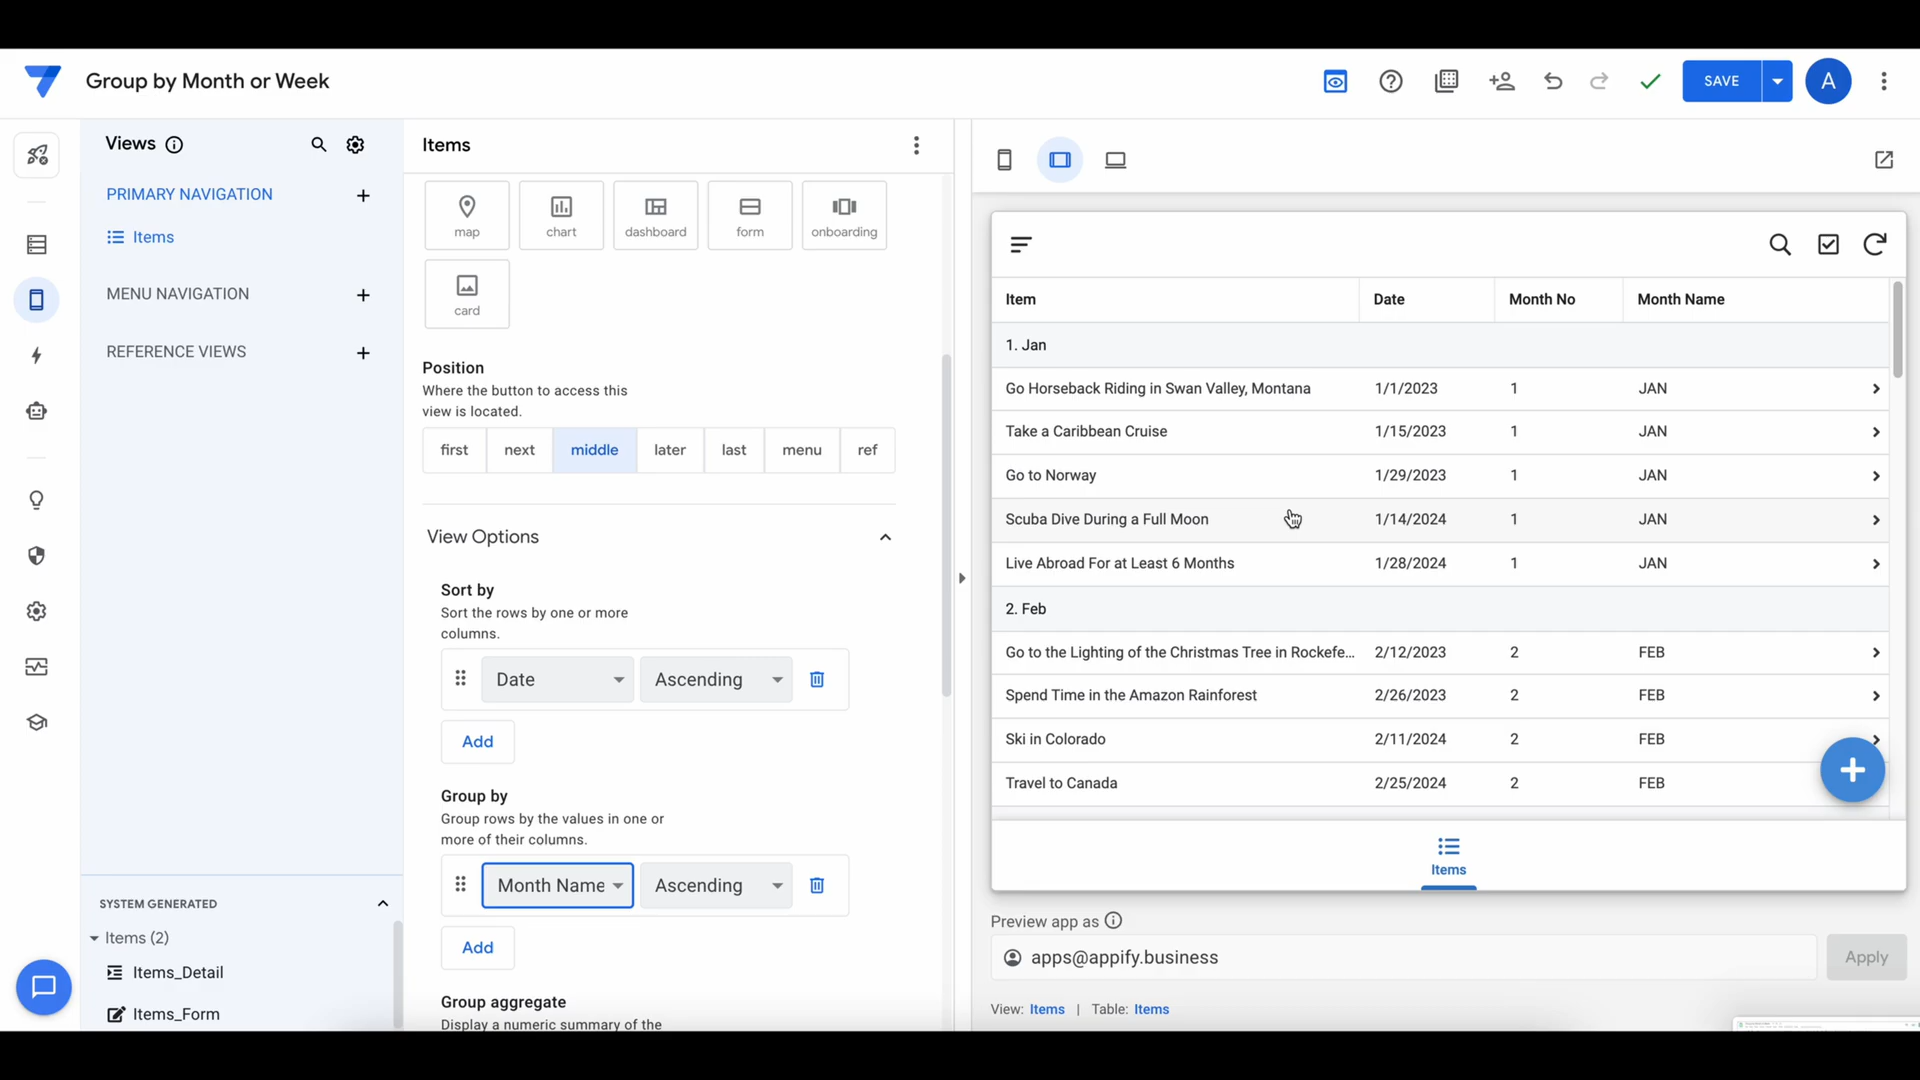 Group by Month or Week
SAVE
A
Views
PRIMARY NAVIGATION
Items
MENU NAVIGATION
REFERENCE VIEWS
SYSTEM GENERATED
Items (2)
Items_Detail
Items_Form
Items
map
chart
dashboard
form
onboarding
card
Position
Where the button to access this
view is located.
first
next
middle
later
last
menu
ref
View Options
Sort by
Sort the rows by one or more
columns.
Date
Ascending
Add
Group by
Group rows by the values in one or
more of their columns.
Month Name
Ascending
Add
Group aggregate
Display a numeric summary of the
Item Date Month No Month Name
1. Jan
Go Horseback Riding in Swan Valley, Montana 1/1/2023 1 JAN
Take a Caribbean Cruise 1/15/2023 1 JAN
Go to Norway 1/29/2023 1 JAN
Scuba Dive During a Full Moon 1/14/2024 1 JAN
Live Abroad For at Least 6 Months 1/28/2024 1 JAN
2. Feb
Go to the Lighting of the Christmas Tree in Rockefe... 2/12/2023 2 FEB
Spend Time in the Amazon Rainforest 2/26/2023 2 FEB
Ski in Colorado 2/11/2024 2 FEB
Travel to Canada 2/25/2024 2 FEB
Items
Preview app as
apps@appify.business
Apply
View: Items | Table: Items